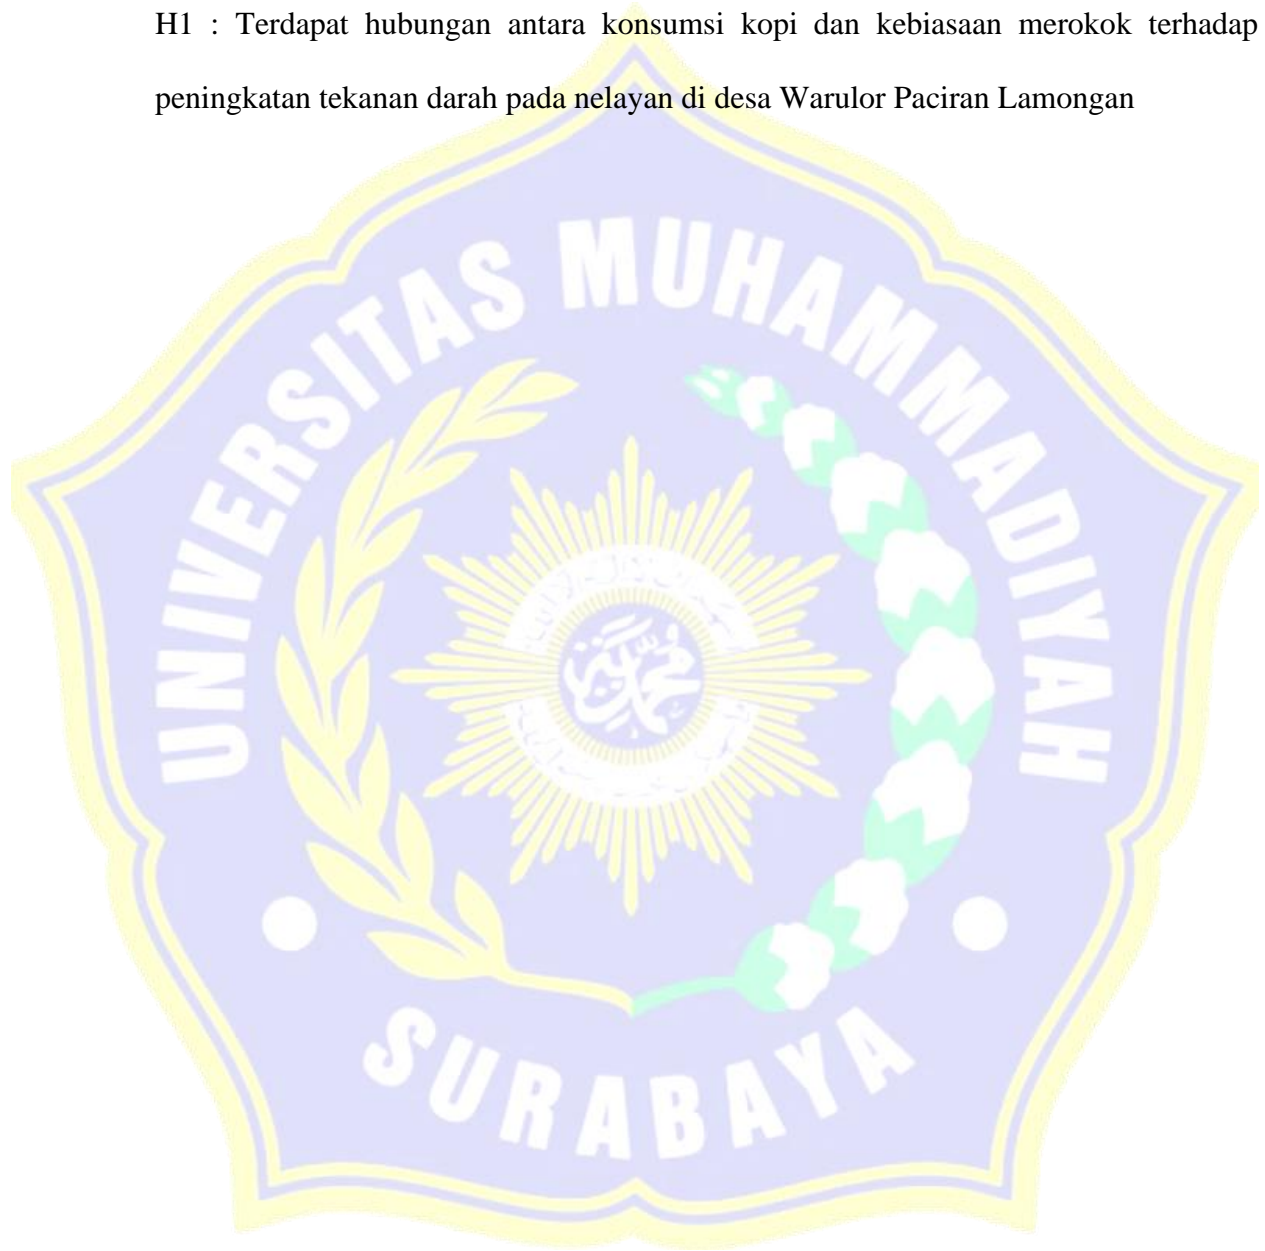 H1 : Terdapat hubungan antara konsumsi kopi dan kebiasaan merokok terhadap
peningkatan tekanan darah pada nelayan di desa Warulor Paciran Lamongan
UNIVERSITAS MUHAMMADIYAH
SURABAYA